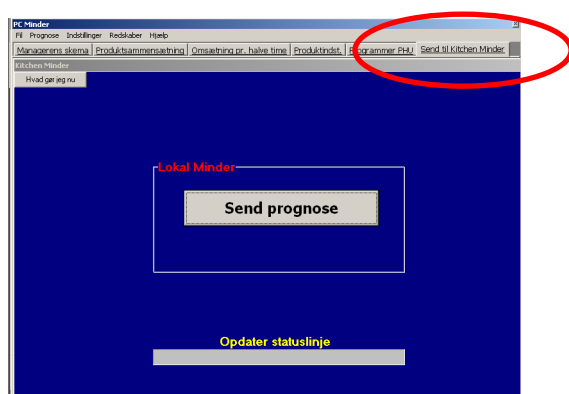 PC Minder
Fil Prognose Indstillinger Redskaber Hjælp
Managerens skema Produktsammensætning Omsætning pr. halve time Produktindst. Programmer PHU Send til Kitchen Minder
Kitchen Minder
Hvad gør jeg nu
Lokal Minder
Send prognose
Opdater statuslinje